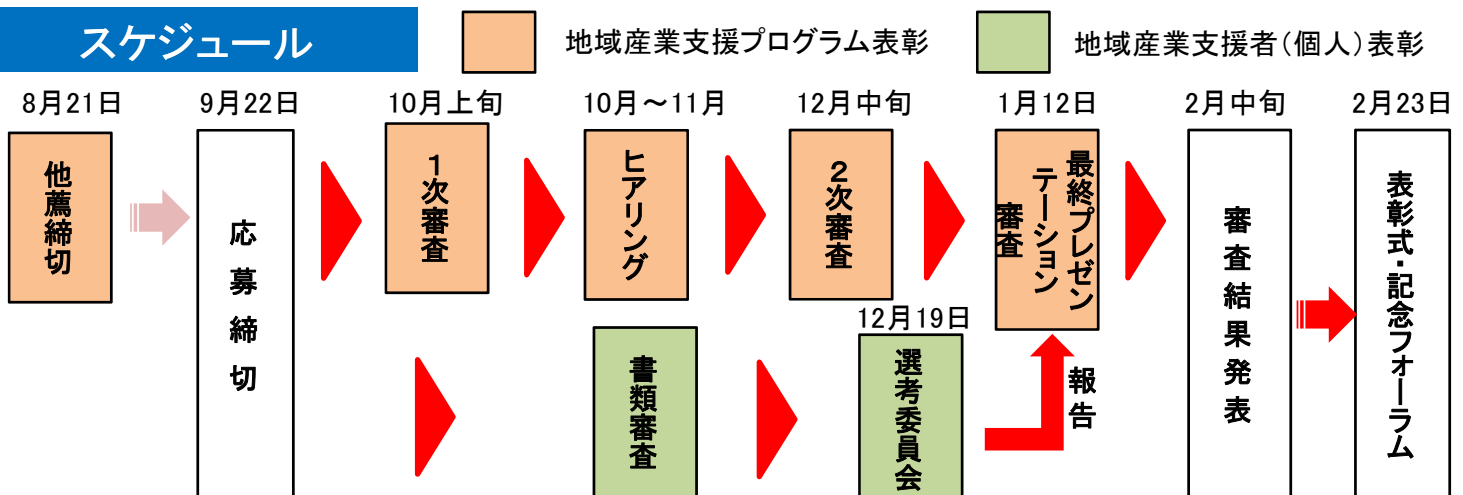 スケジュール
地域産業支援プログラム表彰
地域産業支援者(個人)表彰
8月21日
9月22日
10月上旬
10月～11月
12月中旬
1月12日
2月中旬
2月23日
他薦締切
応募締切
1次審査
ヒアリング
2次審査
最終プレゼン
テーション
審査
審査結果発表
表彰式・記念フォーラム
12月19日
書類審査
選考委員会
報告